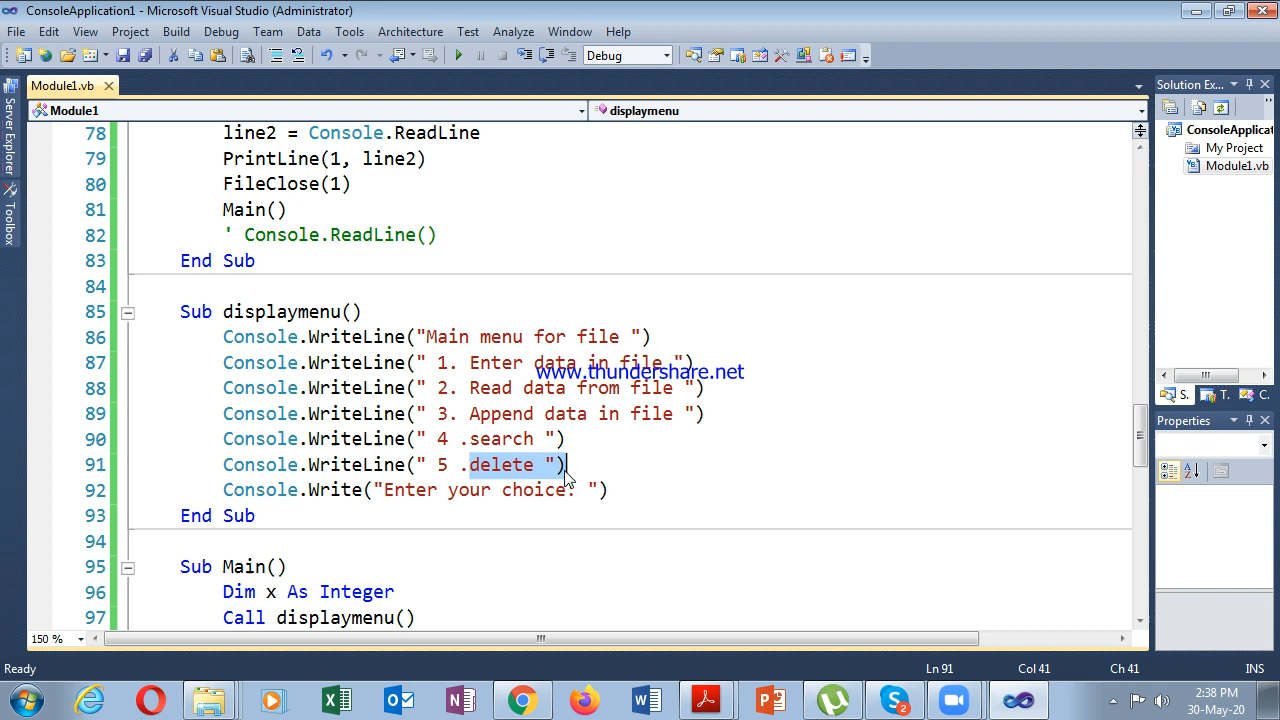 ConsoleApplication1 - Microsoft Visual Studio (Administrator)
File Edit View Project Build Debug Team Data Tools Architecture Test Analyze Window Help
Debug
Module1.vb
Solution Ex...
Module1 displaymenu
Server Explorer
Toolbox
ConsoleApplicat
My Project
Module1.vb
78 line2 = Console.ReadLine
79 PrintLine(1, line2)
80 FileClose(1)
81 Main()
82 ' Console.ReadLine()
83 End Sub
84
85 Sub displaymenu()
86 Console.WriteLine("Main menu for file ")
87 Console.WriteLine(" 1. Enter data in file ")
www.thundershare.net
88 Console.WriteLine(" 2. Read data from file ")
89 Console.WriteLine(" 3. Append data in file ")
90 Console.WriteLine(" 4 .search ")
91 Console.WriteLine(" 5 .delete ")
92 Console.Write("Enter your choice: ")
93 End Sub
94
95 Sub Main()
96 Dim x As Integer
97 Call displaymenu()
S. T. C.
Properties
150 %
Ready Ln 91 Col 41 Ch 41 INS
2
2:38 PM
30-May-20